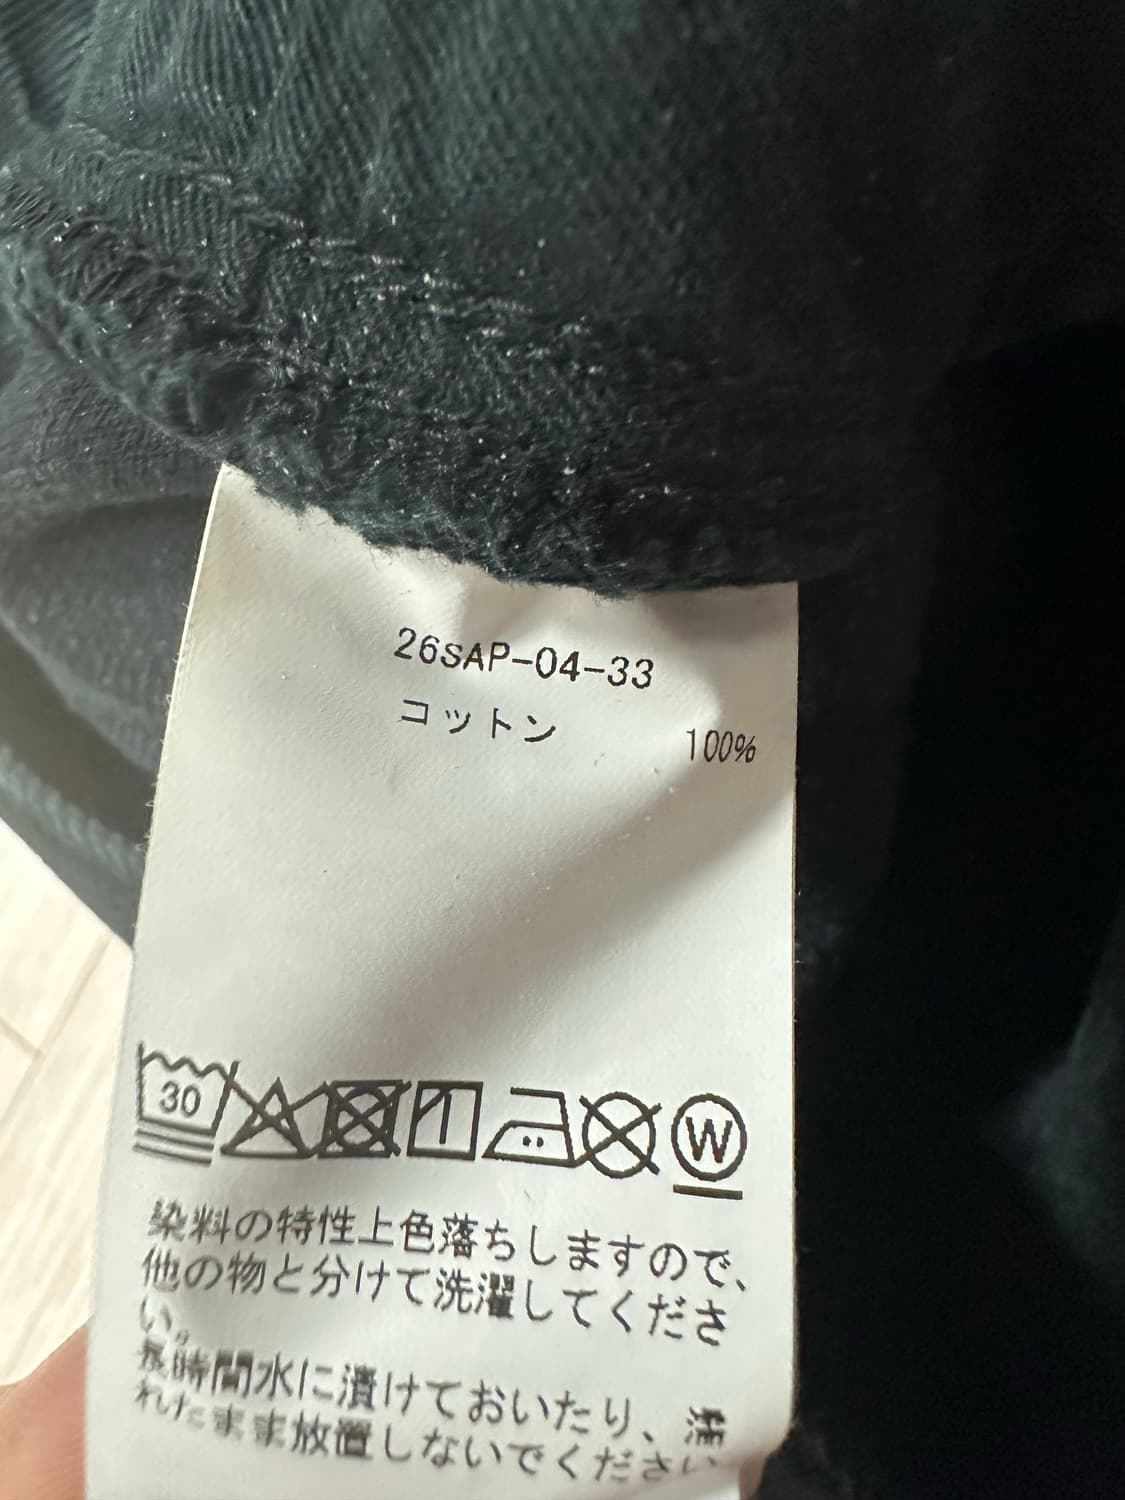 26SAP-04-33
コットン 100%
30
W
染料の特性上色落ちしますので、
他の物と分けて洗濯してくださ
い。
長時間水に漬けておいたり、濡
れたまま放置しないでください